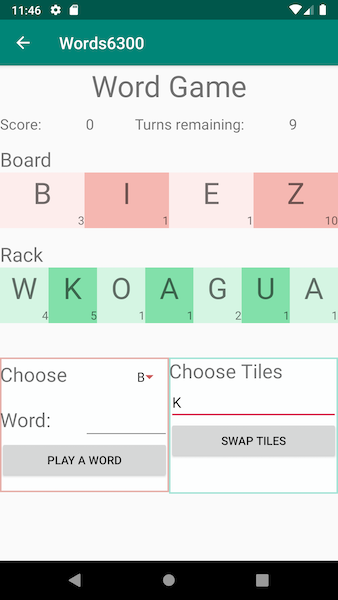 11:46
Words6300
Word Game
Score: 0 Turns remaining: 9
Board
B I E Z
3 1 1 10
Rack
W K O A G U A
4 5 1 1 2 1 1
Choose B
Word:
PLAY A WORD
Choose Tiles
K
SWAP TILES